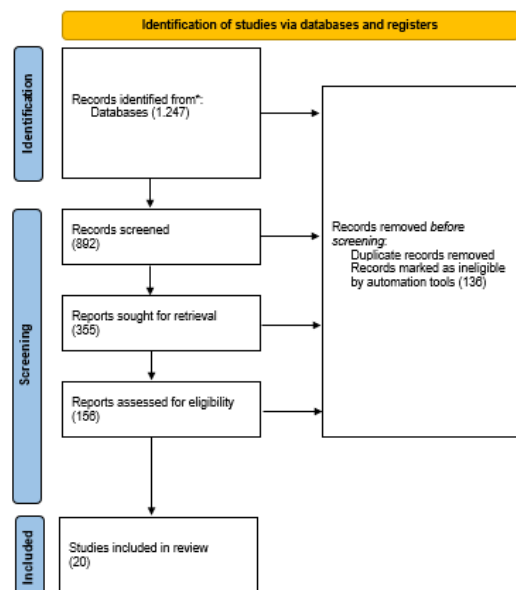 Identification of studies via databases and registers
Identification
Records identified from*:
Databases (1.247)
Records removed before
screening:
Duplicate records removed
Records marked as ineligible
by automation tools (136)
Screening
Records screened
(892)
Reports sought for retrieval
(355)
Reports assessed for eligibility
(156)
Included
Studies included in review
(20)